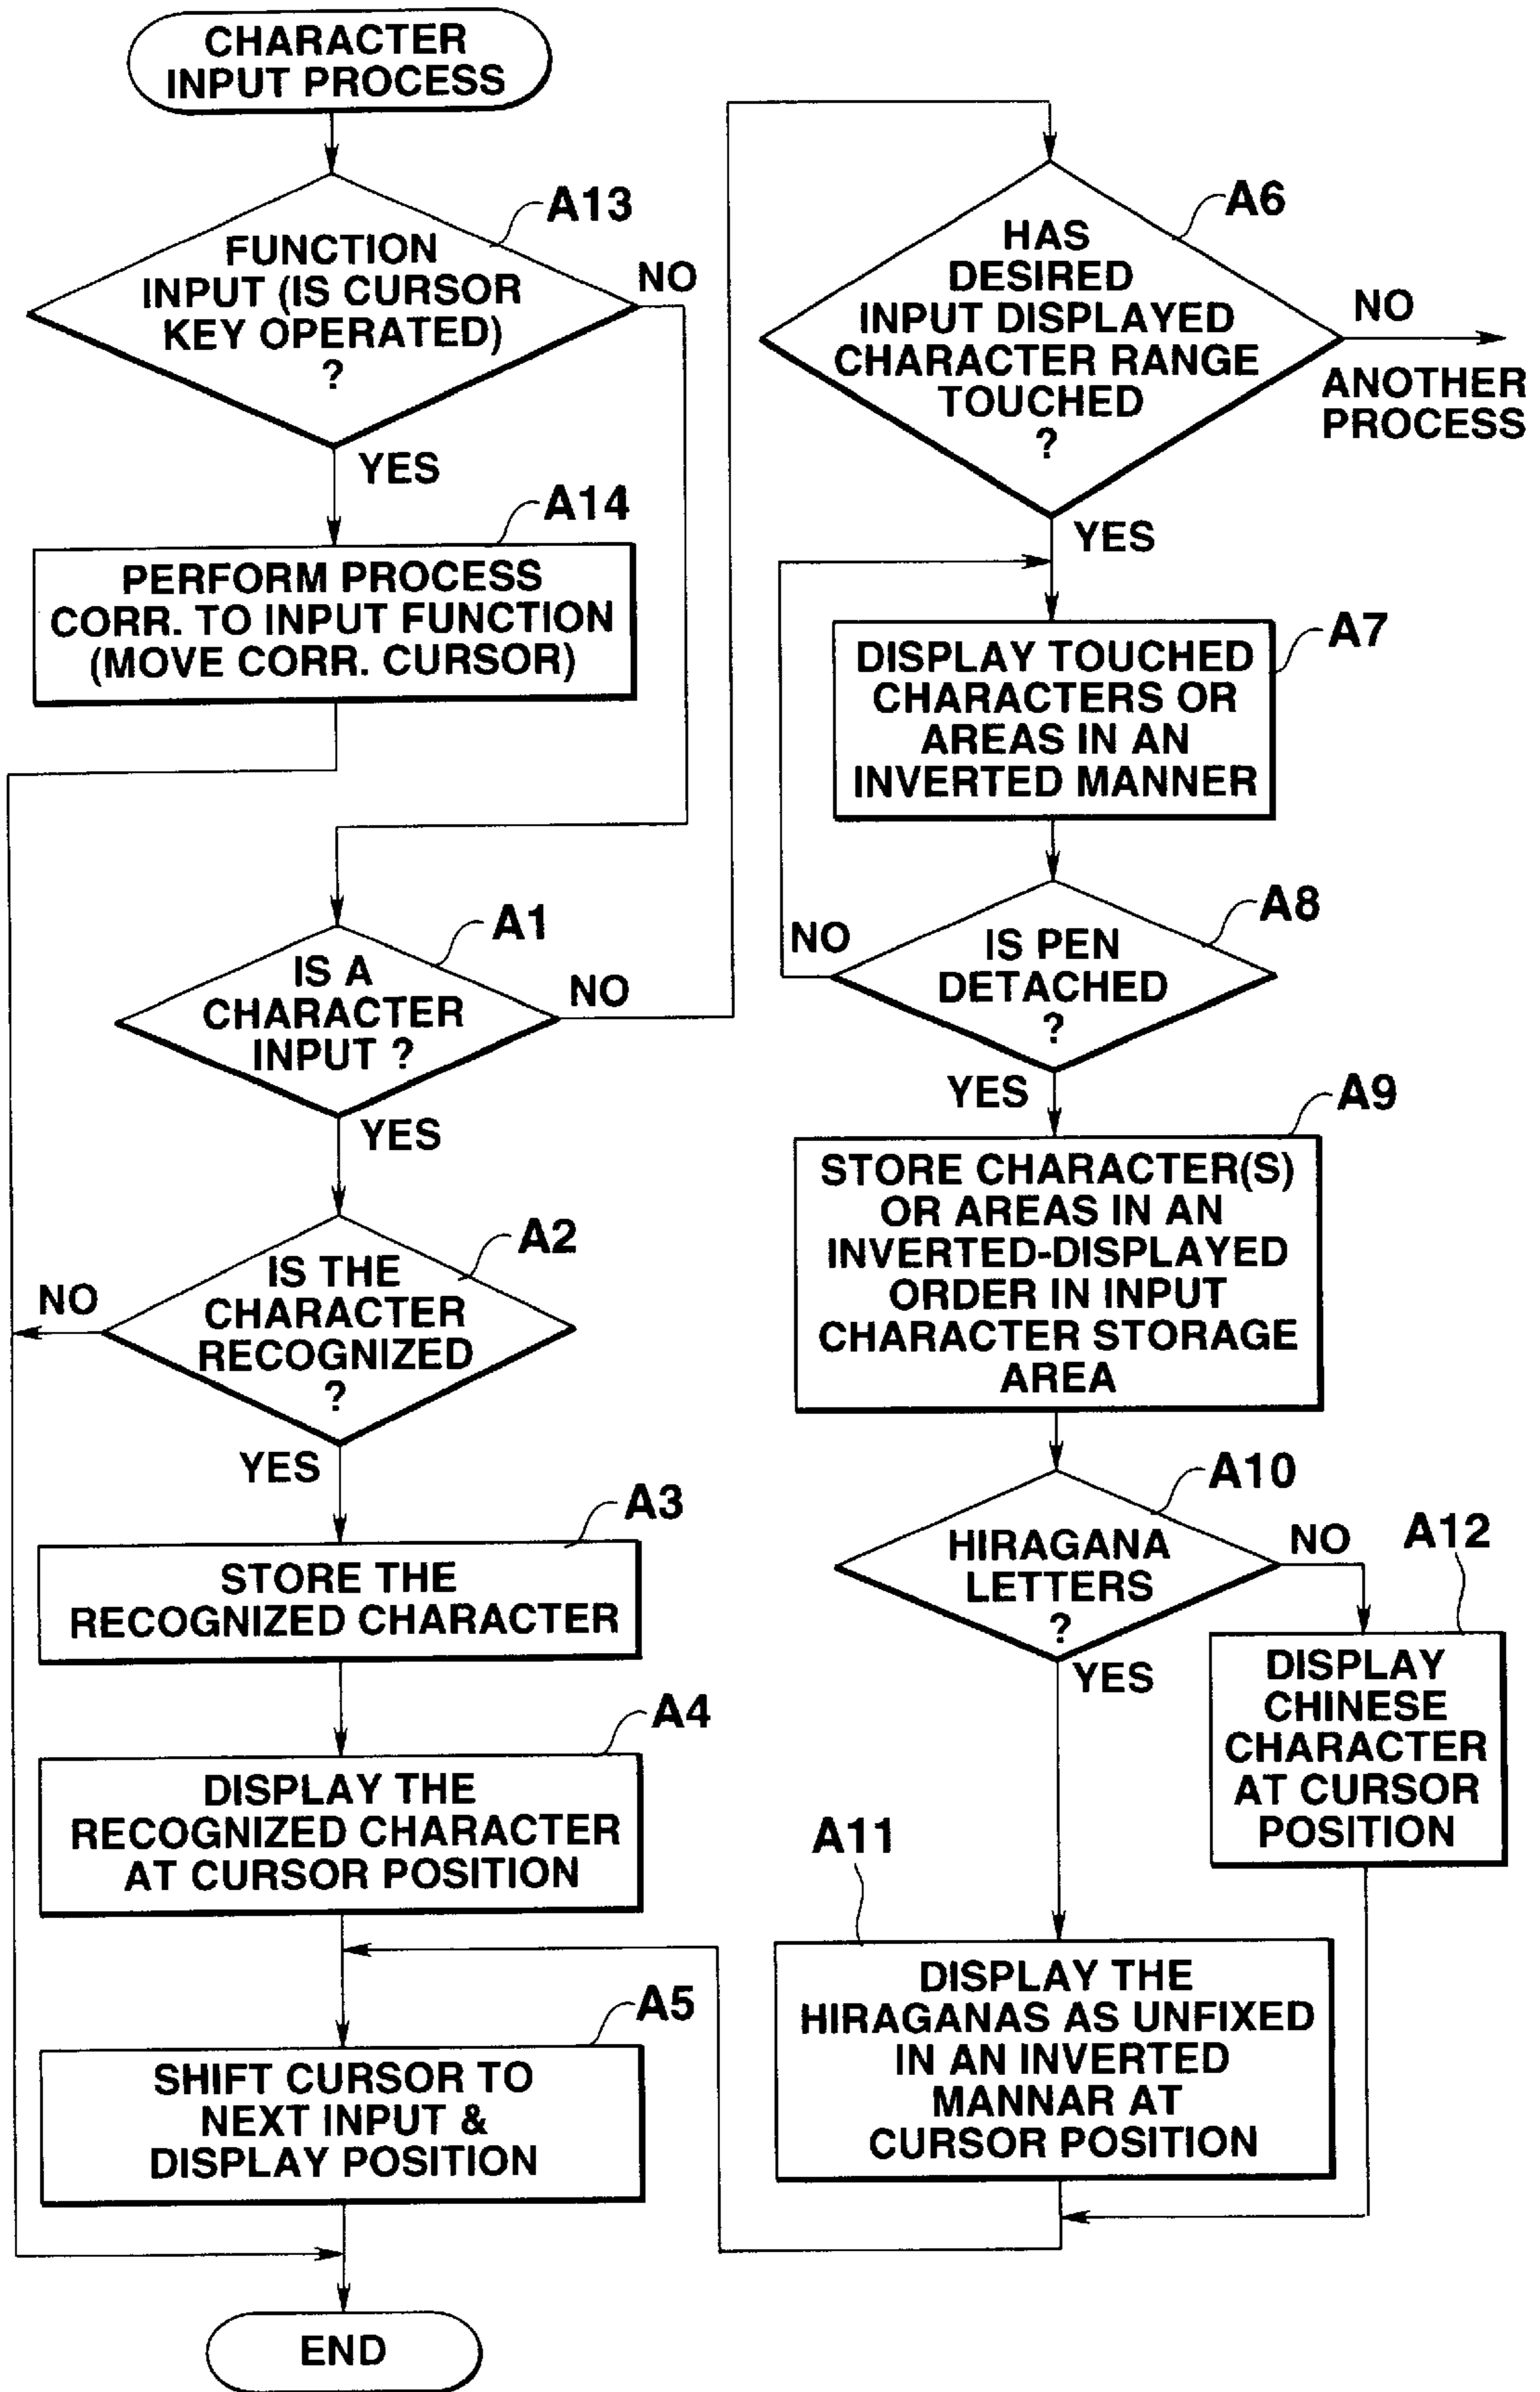 CHARACTER
INPUT PROCESS
A13
FUNCTION
INPUT (IS CURSOR
KEY OPERATED)
?
NO
YES
A14
PERFORM PROCESS
CORR. TO INPUT FUNCTION
(MOVE CORR. CURSOR)
A1
IS A
CHARACTER
INPUT ?
NO
YES
A2
IS THE
CHARACTER
RECOGNIZED
?
NO
YES
A3
STORE THE
RECOGNIZED CHARACTER
A4
DISPLAY THE
RECOGNIZED CHARACTER
AT CURSOR POSITION
A5
SHIFT CURSOR TO
NEXT INPUT &
DISPLAY POSITION
END
A6
HAS
DESIRED
INPUT DISPLAYED
CHARACTER RANGE
TOUCHED
?
NO
ANOTHER
PROCESS
YES
A7
DISPLAY TOUCHED
CHARACTERS OR
AREAS IN AN
INVERTED MANNER
A8
IS PEN
DETACHED
?
NO
YES
A9
STORE CHARACTER(S)
OR AREAS IN AN
INVERTED-DISPLAYED
ORDER IN INPUT
CHARACTER STORAGE
AREA
A10
HIRAGANA
LETTERS
?
NO
YES
A12
DISPLAY
CHINESE
CHARACTER
AT CURSOR
POSITION
A11
DISPLAY THE
HIRAGANAS AS UNFIXED
IN AN INVERTED
MANNAR AT
CURSOR POSITION